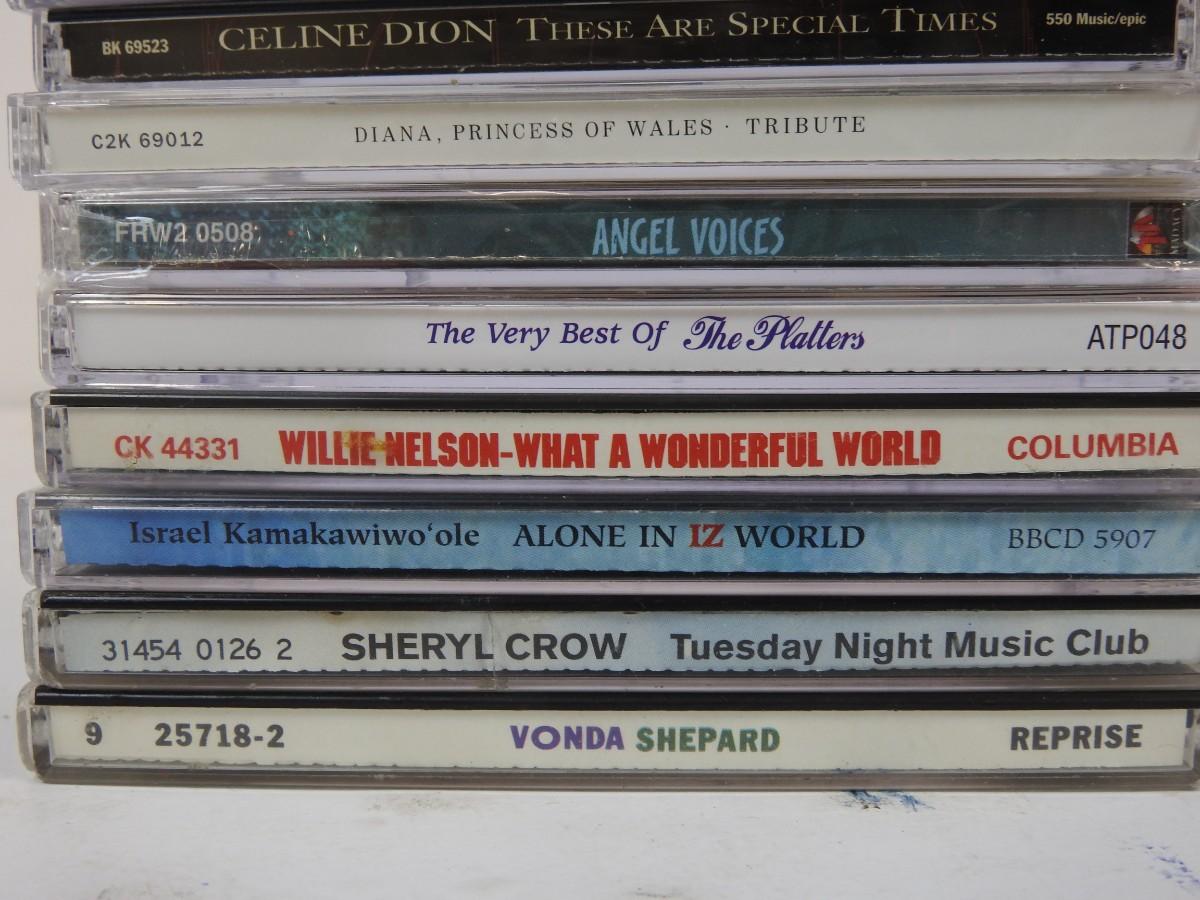 BK 69523 CELINE DION THESE ARE SPECIAL TIMES 550 Music/epic
C2K 69012 DIANA, PRINCESS OF WALES · TRIBUTE
FRW2 0508 ANGEL VOICES
The Very Best Of The Platters ATP048
CK 44331 WILLIE NELSON-WHAT A WONDERFUL WORLD COLUMBIA
Israel Kamakawiwo‘ole ALONE IN IZ WORLD BBCD 5907
31454 0126 2 SHERYL CROW Tuesday Night Music Club
9 25718-2 VONDA SHEPARD REPRISE